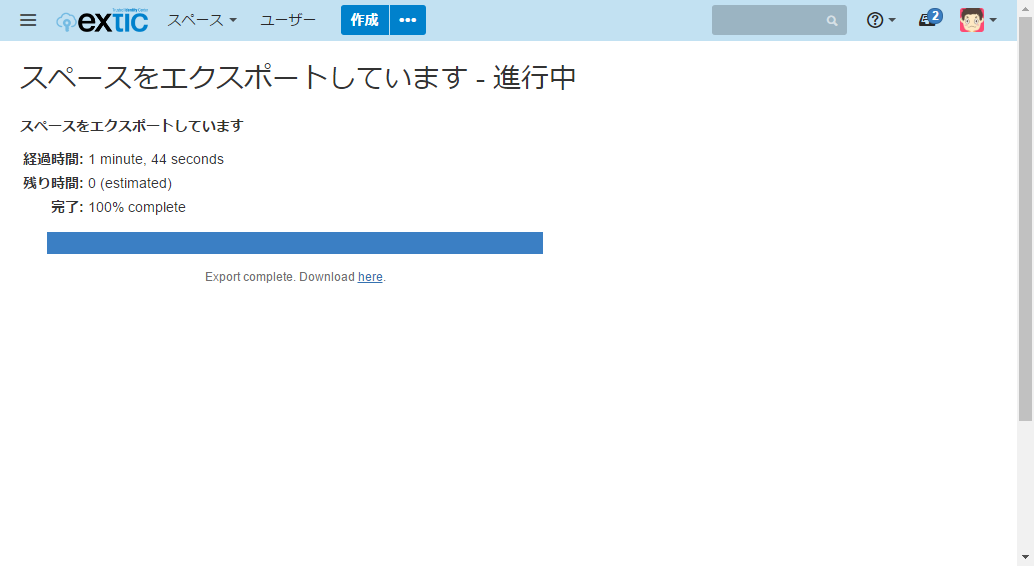 extic スペース ユーザー 作成 ••• 2
スペースをエクスポートしています - 進行中
スペースをエクスポートしています
経過時間: 1 minute, 44 seconds
残り時間: 0 (estimated)
完了: 100% complete
Export complete. Download here.